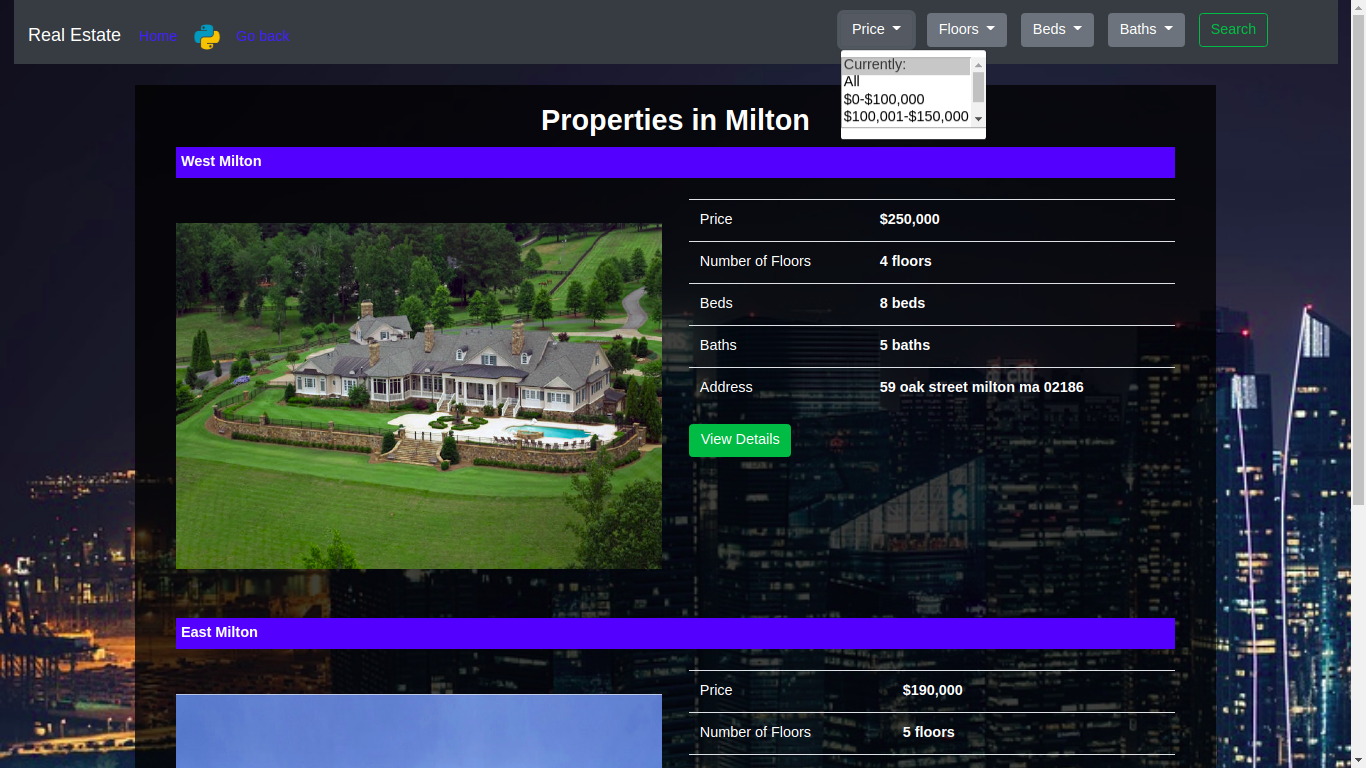 Real Estate Home Go back Price Floors Beds Baths Search
Currently:
All
$0-$100,000
$100,001-$150,000
Properties in Milton
West Milton
Price $250,000
Number of Floors 4 floors
Beds 8 beds
Baths 5 baths
Address 59 oak street milton ma 02186
View Details
East Milton
Price $190,000
Number of Floors 5 floors